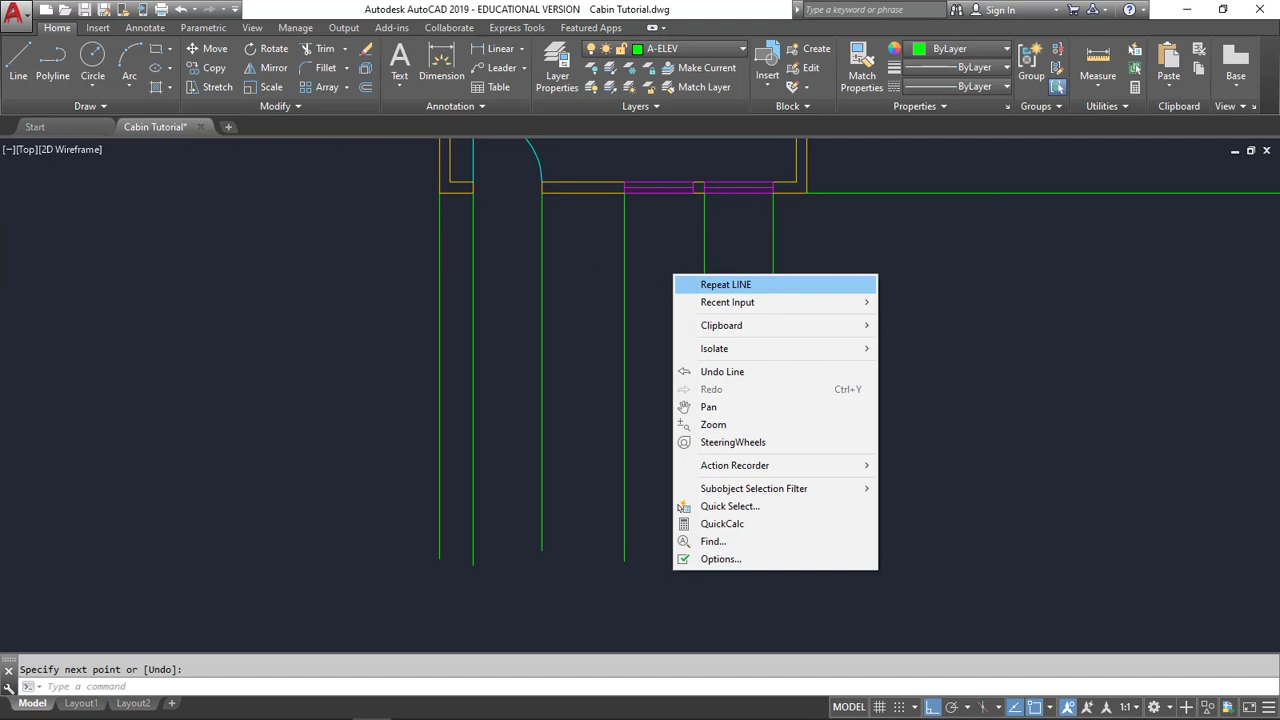 Autodesk AutoCAD 2019 - EDUCATIONAL VERSION Cabin Tutorial.dwg
Type a keyword or phrase
Sign In
Home Insert Annotate Parametric View Manage Output Add-ins Collaborate Express Tools Featured Apps
Line Polyline Circle Arc
Move Rotate Trim
Copy Mirror Fillet
Stretch Scale Array
Text Dimension
Linear
Leader
Table
Layer Properties
A-ELEV
Make Current
Match Layer
Insert
Create
Edit
Match Properties
ByLayer
ByLayer
ByLayer
Group
Measure
Paste
Base
Draw Modify Annotation Layers Block Properties Groups Utilities Clipboard View
Start Cabin Tutorial*
[−][Top][2D Wireframe]
Repeat LINE
Recent Input
Clipboard
Isolate
Undo Line
Redo Ctrl+Y
Pan
Zoom
SteeringWheels
Action Recorder
Subobject Selection Filter
Quick Select...
QuickCalc
Find...
Options...
Specify next point or [Undo]:
Type a command
Model Layout1 Layout2
MODEL
1:1